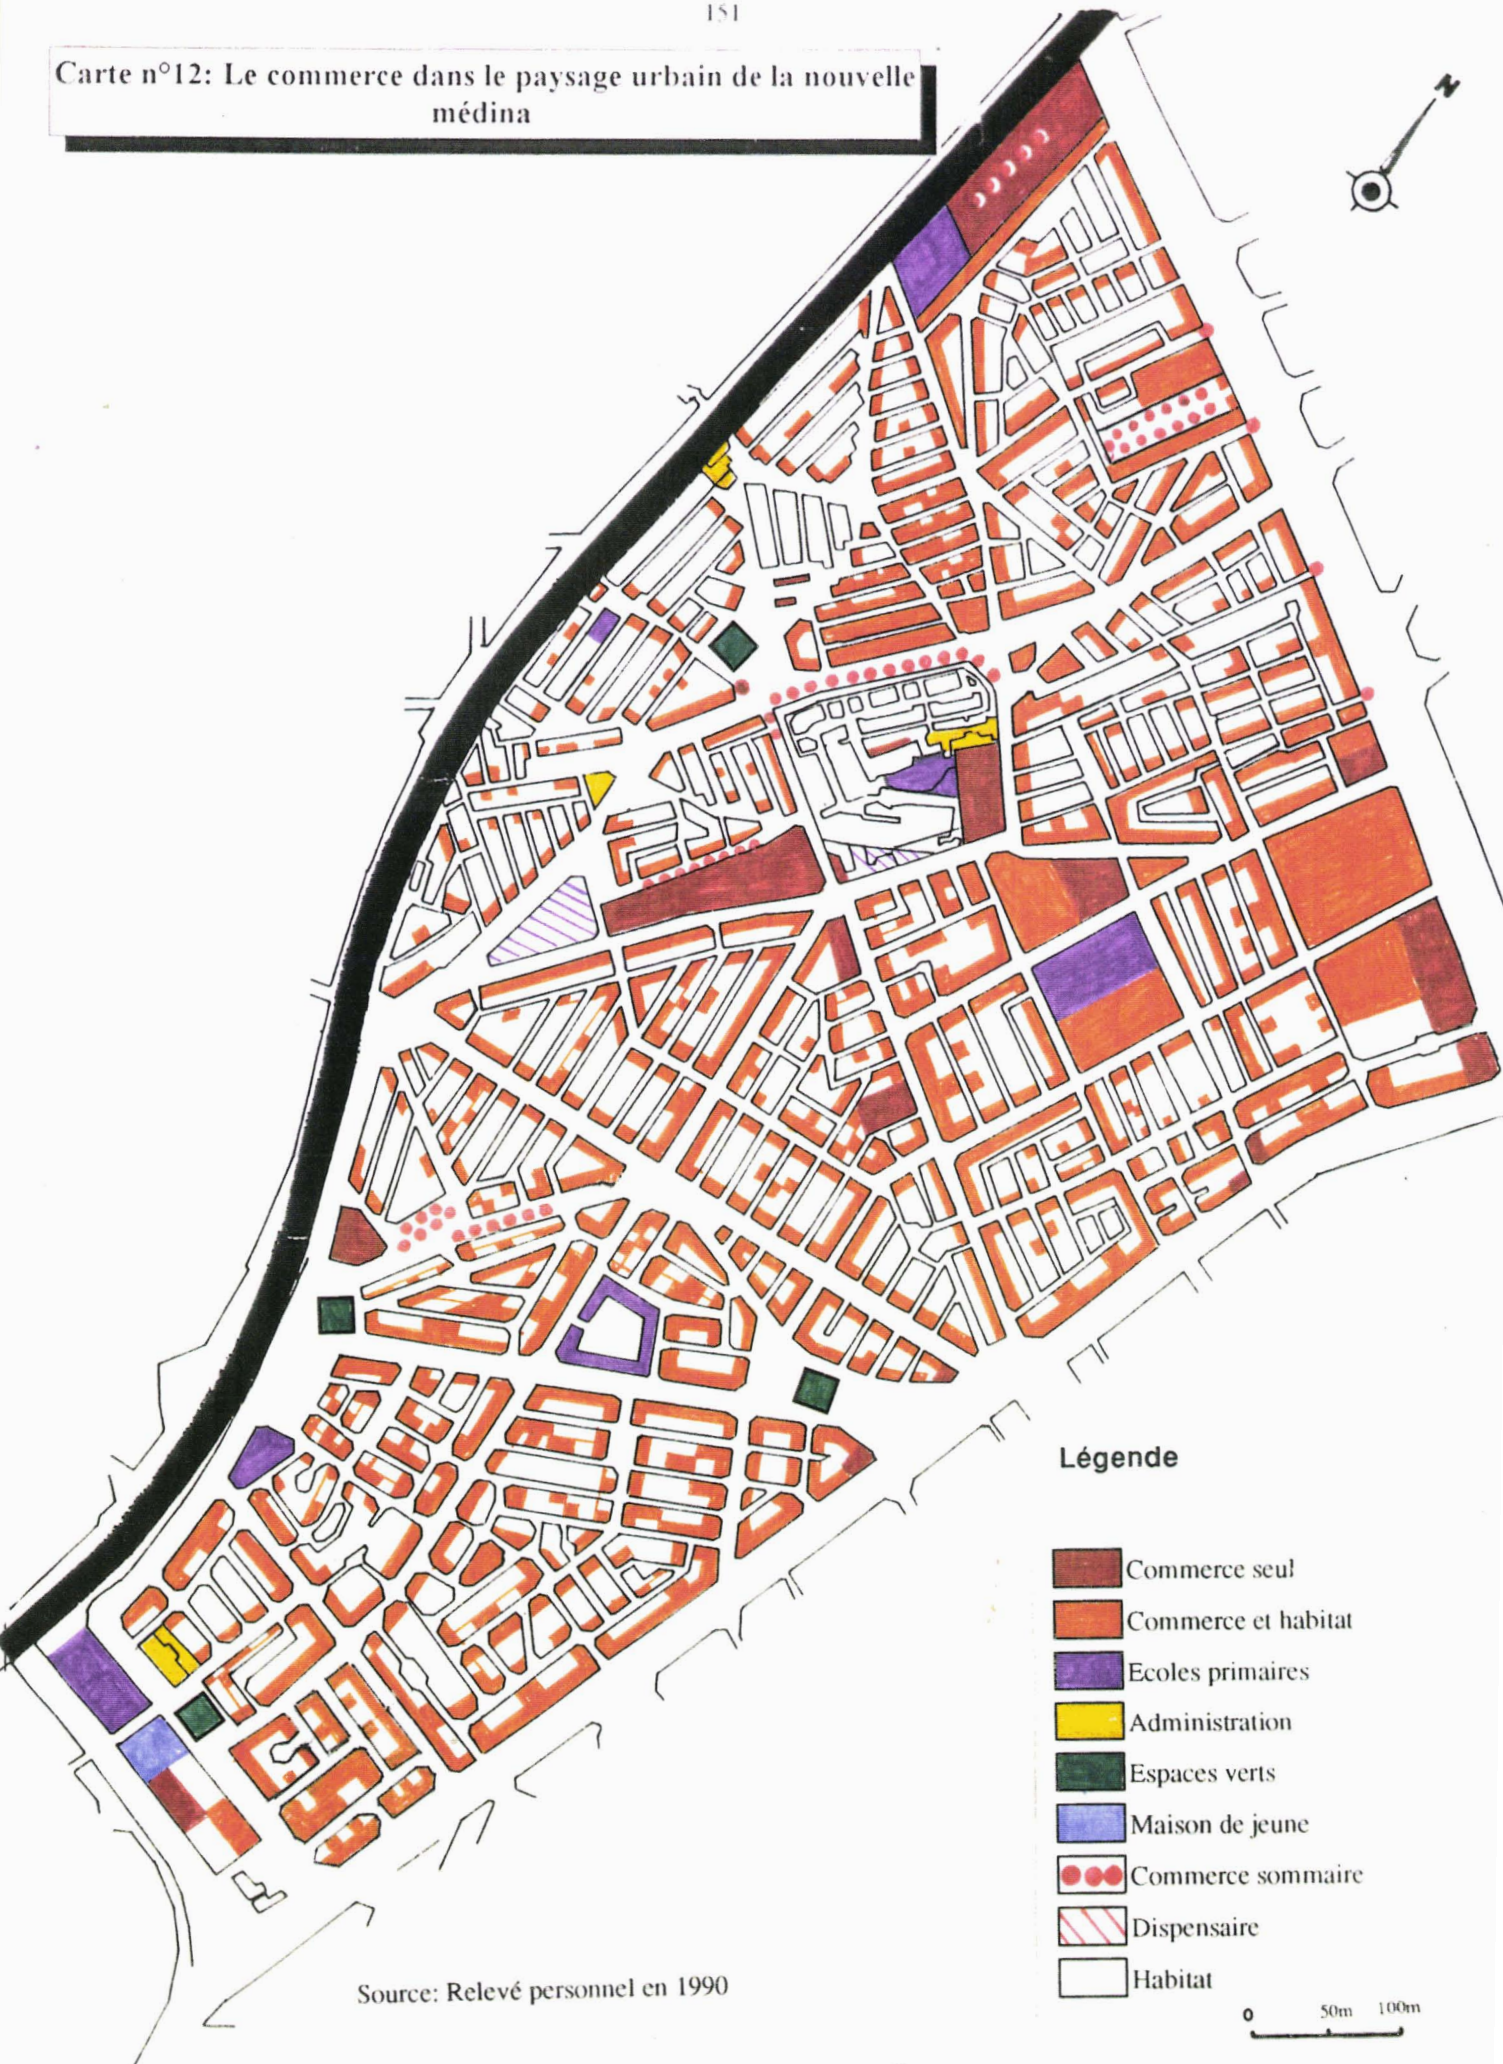 151
Carte n°12: Le commerce dans le paysage urbain de la nouvelle
médina
N
Légende
Commerce seul
Commerce et habitat
Ecoles primaires
Administration
Espaces verts
Maison de jeune
Commerce sommaire
Dispensaire
Habitat
Source: Relevé personnel en 1990
0 50m 100m